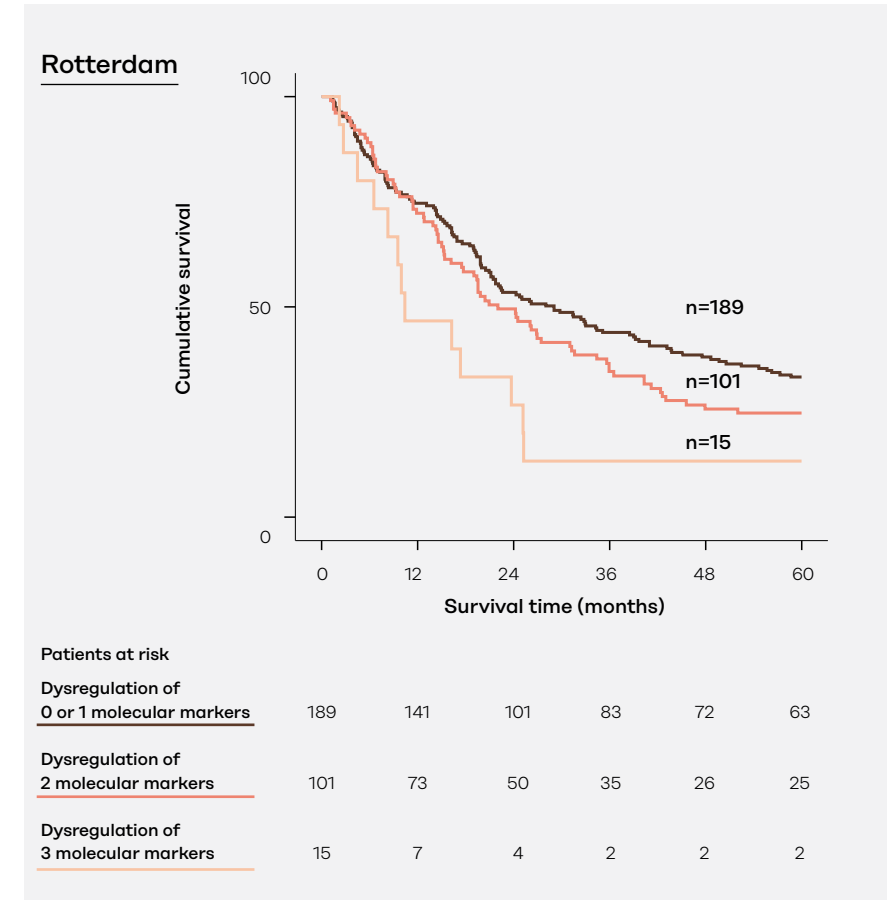 Rotterdam
100
50
0
Cumulative survival
n=189
n=101
n=15
0 12 24 36 48 60
Survival time (months)
Patients at risk
Dysregulation of
0 or 1 molecular markers 189 141 101 83 72 63
Dysregulation of
2 molecular markers 101 73 50 35 26 25
Dysregulation of
3 molecular markers 15 7 4 2 2 2